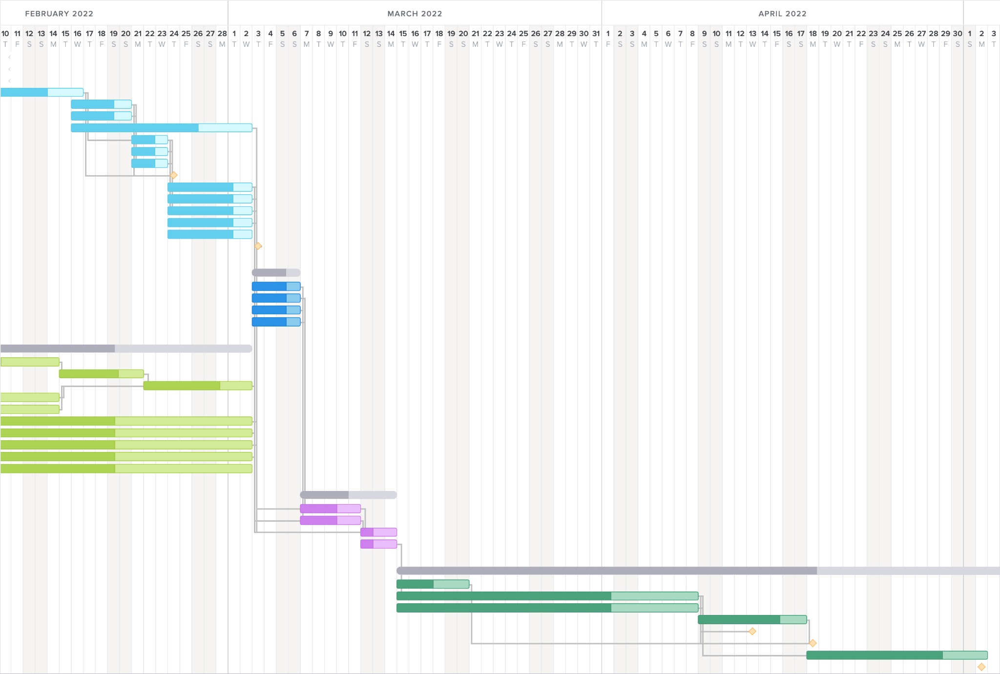 FEBRUARY 2022 MARCH 2022 APRIL 2022
10 11 12 13 14 15 16 17 18 19 20 21 22 23 24 25 26 27 28 1 2 3 4 5 6 7 8 9 10 11 12 13 14 15 16 17 18 19 20 21 22 23 24 25 26 27 28 29 30 31 1 2 3 4 5 6 7 8 9 10 11 12 13 14 15 16 17 18 19 20 21 22 23 24 25 26 27 28 29 30 1 2 3
T F S S M T W T F S S M T W T F S S M T W T F S S M T W T F S S M T W T F S S M T W T F S S M T W T F S S M T W T F S S M T W T F S S M T W T F S S M T W T F S S M T